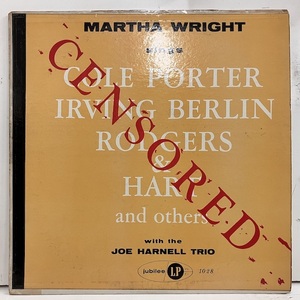 MARTHA WRIGHT
sings
COLE PORTER
IRVING BERLIN
RODGERS
&
HART
and others
CENSORED
with the
JOE HARNELL TRIO
jubilee LP 1028